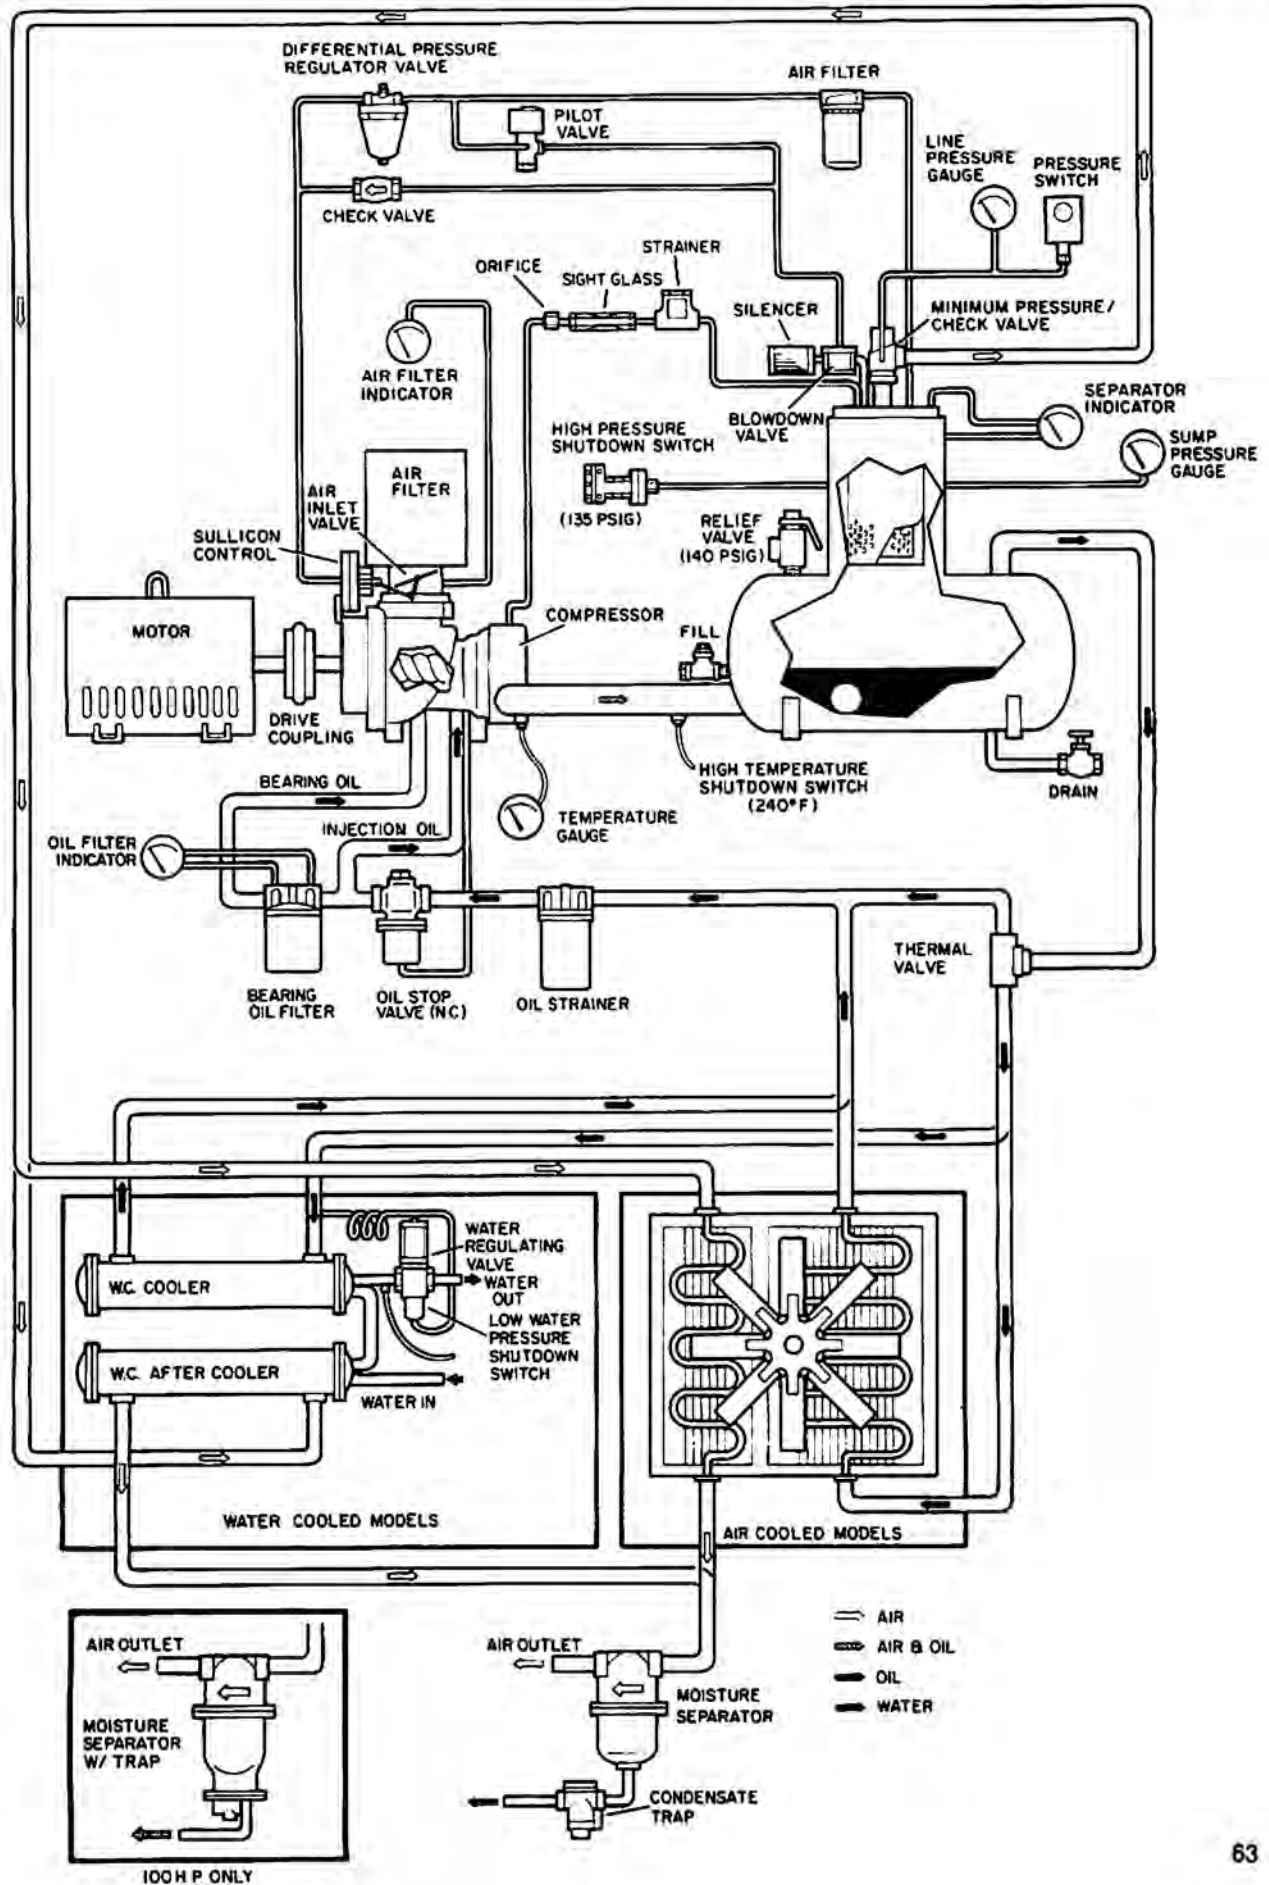 DIFFERENTIAL PRESSURE
REGULATOR VALVE
AIR FILTER
PILOT
VALVE
LINE
PRESSURE
GAUGE
PRESSURE
SWITCH
CHECK VALVE
STRAINER
ORIFICE
SIGHT GLASS
SILENCER
MINIMUM PRESSURE/
CHECK VALVE
AIR FILTER
INDICATOR
SEPARATOR
INDICATOR
BLOWDOWN
VALVE
HIGH PRESSURE
SHUTDOWN SWITCH
SUMP
PRESSURE
GAUGE
AIR
FILTER
AIR
INLET
VALVE
(135 PSIG)
RELIEF
VALVE
(140 PSIG)
SULLICON
CONTROL
COMPRESSOR
MOTOR
FILL
DRIVE
COUPLING
HIGH TEMPERATURE
SHUTDOWN SWITCH
(240°F)
DRAIN
BEARING OIL
TEMPERATURE
GAUGE
INJECTION OIL
OIL FILTER
INDICATOR
THERMAL
VALVE
BEARING
OIL FILTER
OIL STOP
VALVE (N.C.)
OIL STRAINER
WATER
REGULATING
VALVE
WATER
OUT
W.C. COOLER
LOW WATER
PRESSURE
SHUTDOWN
SWITCH
W.C. AFTER COOLER
WATER IN
WATER COOLED MODELS
AIR COOLED MODELS
AIR
AIR & OIL
OIL
WATER
AIR OUTLET
MOISTURE
SEPARATOR
W/ TRAP
100 H P ONLY
AIR OUTLET
MOISTURE
SEPARATOR
CONDENSATE
TRAP
63